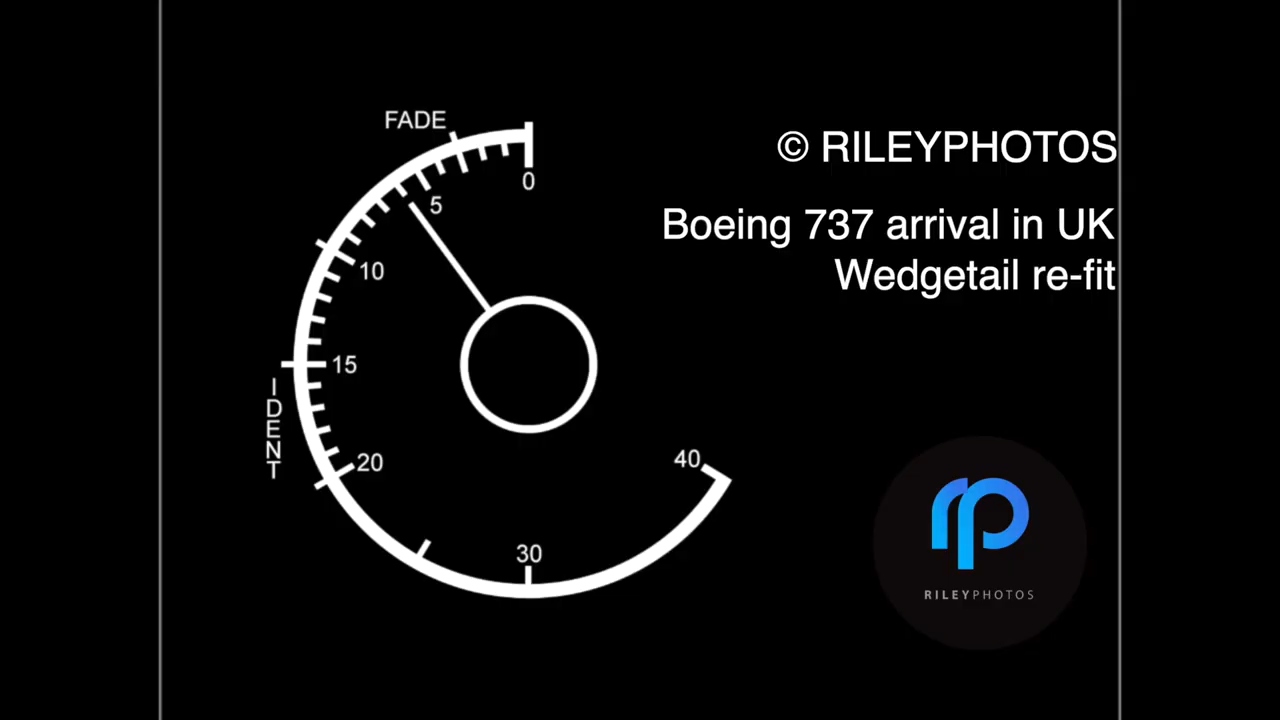 FADE
0
5
10
15
IDENT
20
30
40
© RILEYPHOTOS
Boeing 737 arrival in UK
Wedgetail re-fit
rp
RILEYPHOTOS